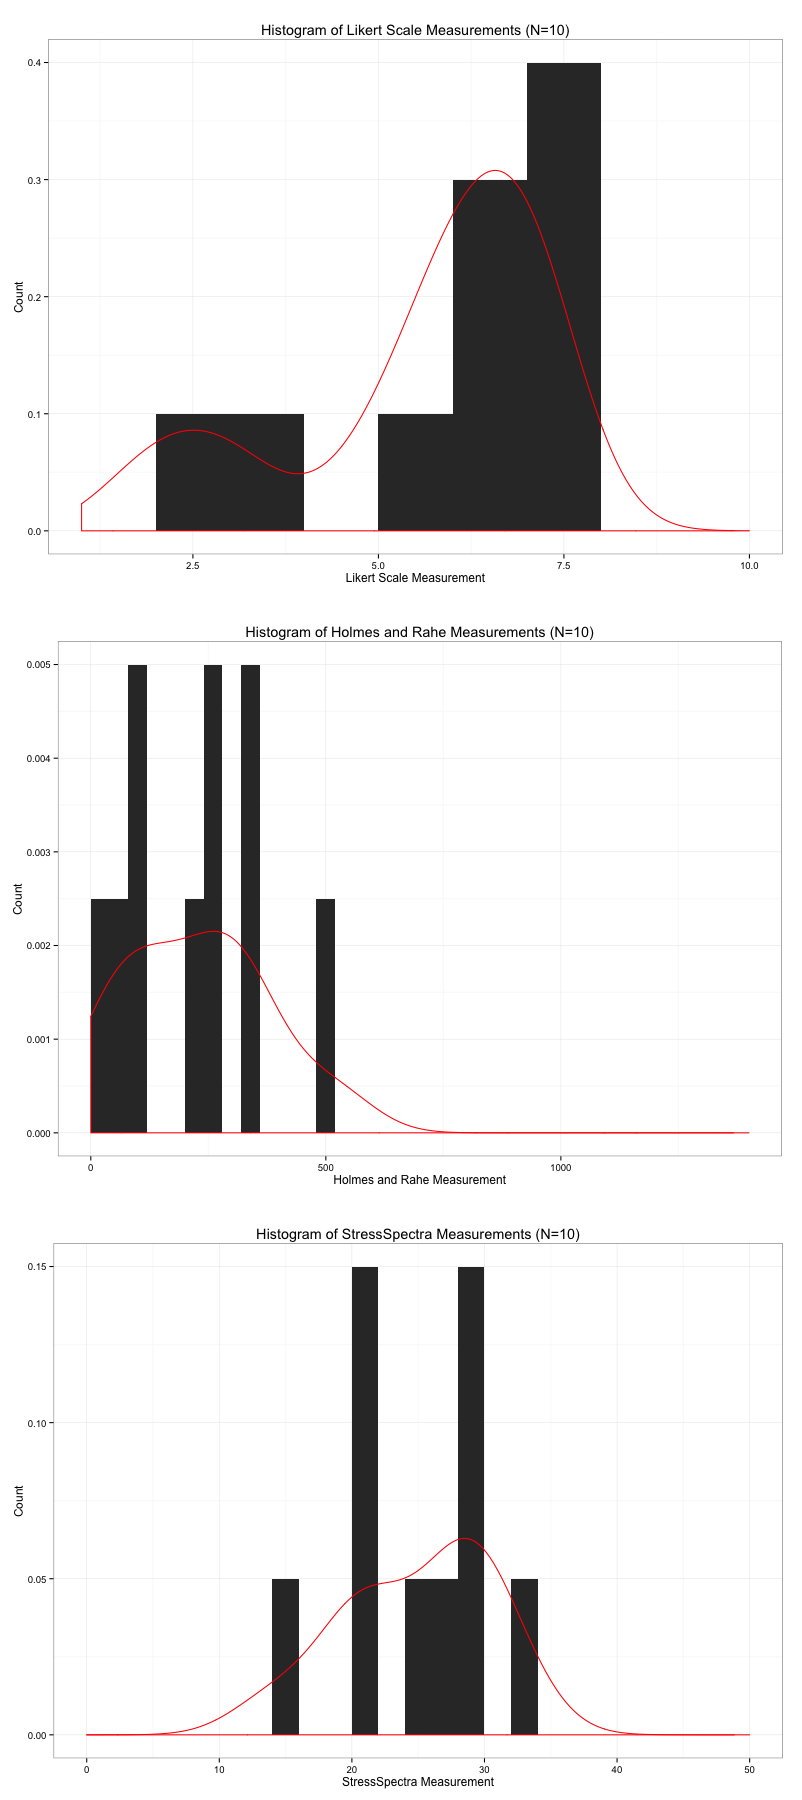 Histogram of Likert Scale Measurements (N=10)
0.4
0.3
0.2
0.1
0.0
Count
2.5 5.0 7.5 10.0
Likert Scale Measurement
Histogram of Holmes and Rahe Measurements (N=10)
0.005
0.004
0.003
0.002
0.001
0.000
Count
0 500 1000
Holmes and Rahe Measurement
Histogram of StressSpectra Measurements (N=10)
0.15
0.10
0.05
0.00
Count
0 10 20 30 40 50
StressSpectra Measurement